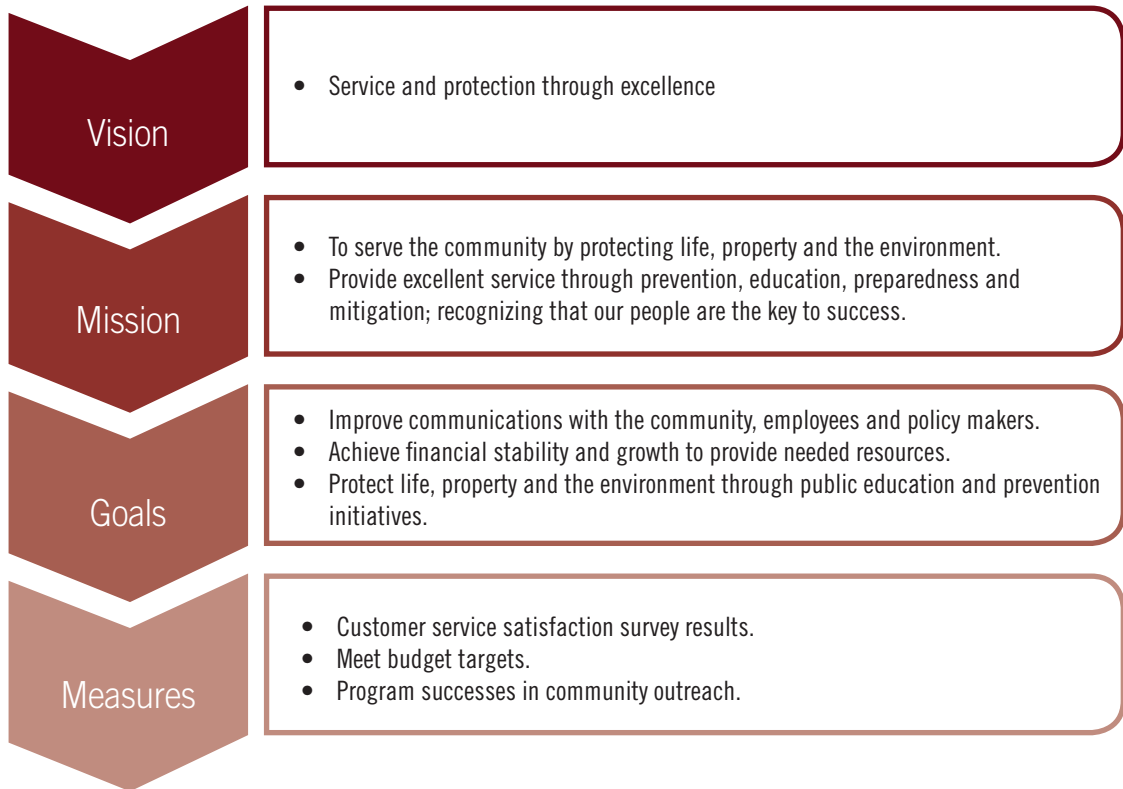 Vision
• Service and protection through excellence
Mission
• To serve the community by protecting life, property and the environment.
• Provide excellent service through prevention, education, preparedness and
mitigation; recognizing that our people are the key to success.
Goals
• Improve communications with the community, employees and policy makers.
• Achieve financial stability and growth to provide needed resources.
• Protect life, property and the environment through public education and prevention
initiatives.
Measures
• Customer service satisfaction survey results.
• Meet budget targets.
• Program successes in community outreach.